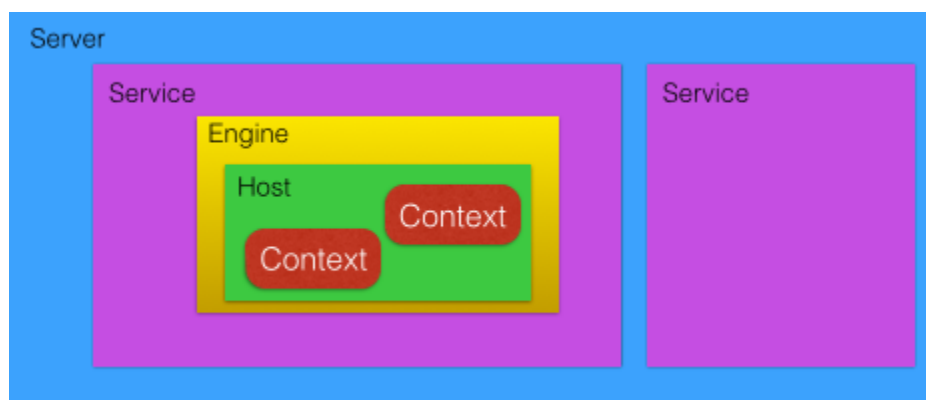 Server
Service
Service
Engine
Host
Context
Context